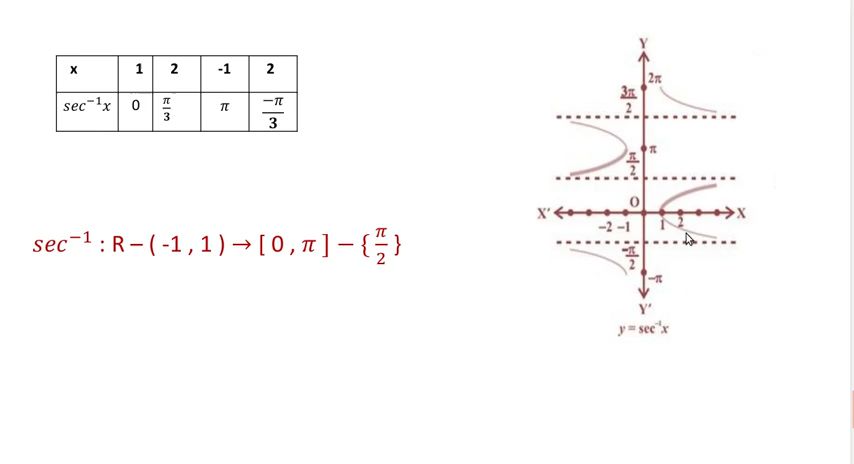 x 1 2 -1 2
sec⁻¹x 0 π/3 π −π/3
sec⁻¹ : R – ( -1 , 1 ) → [ 0 , π ] – { π/2 }
Y
2π
3π/2
π
π/2
O
X′ X
-2 -1 1 2
-π/2
-π
Y′
y = sec⁻¹x